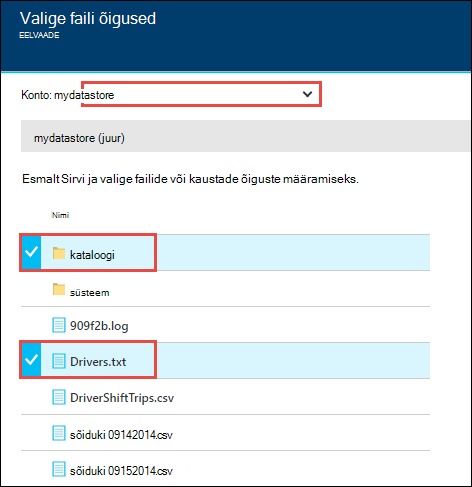 Valige faili õigused
EELVAADE
Konto: mydatastore
mydatastore (juur)
Esmalt Sirvi ja valige failide või kaustade õiguste määramiseks.
Nimi
kataloogi
süsteem
909f2b.log
Drivers.txt
DriverShiftTrips.csv
sõiduki 09142014.csv
sõiduki 09152014.csv